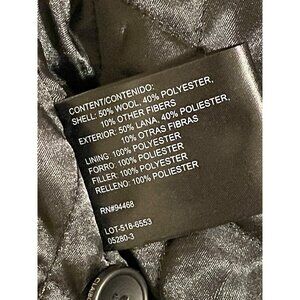 CONTENT/CONTENIDO:
SHELL: 50% WOOL, 40% POLYESTER,
10% OTHER FIBERS
EXTERIOR: 50% LANA, 40% POLIESTER,
10% OTRAS FIBRAS
LINING: 100% POLYESTER
FORRO: 100% POLIESTER
FILLER: 100% POLYESTER
RELLENO: 100% POLIESTER
RN#94468
LOT-518-6553
05280-3